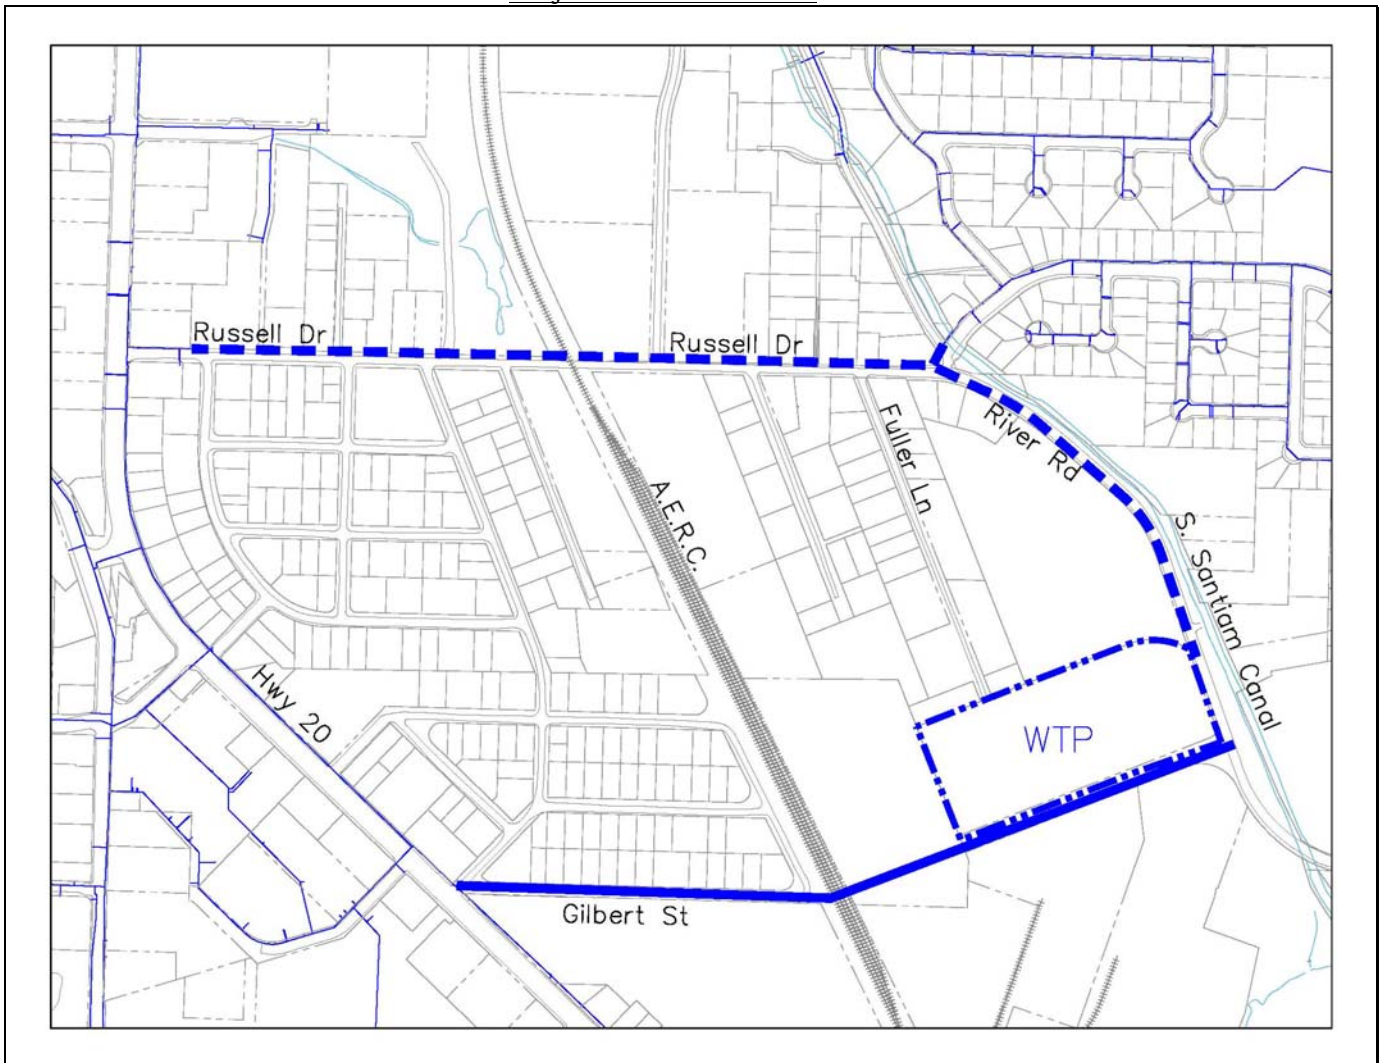 Russell Dr
Russell Dr
River Rd
Fuller Ln
A.E.R.C.
S. Santiam Canal
Hwy 20
WTP
Gilbert St